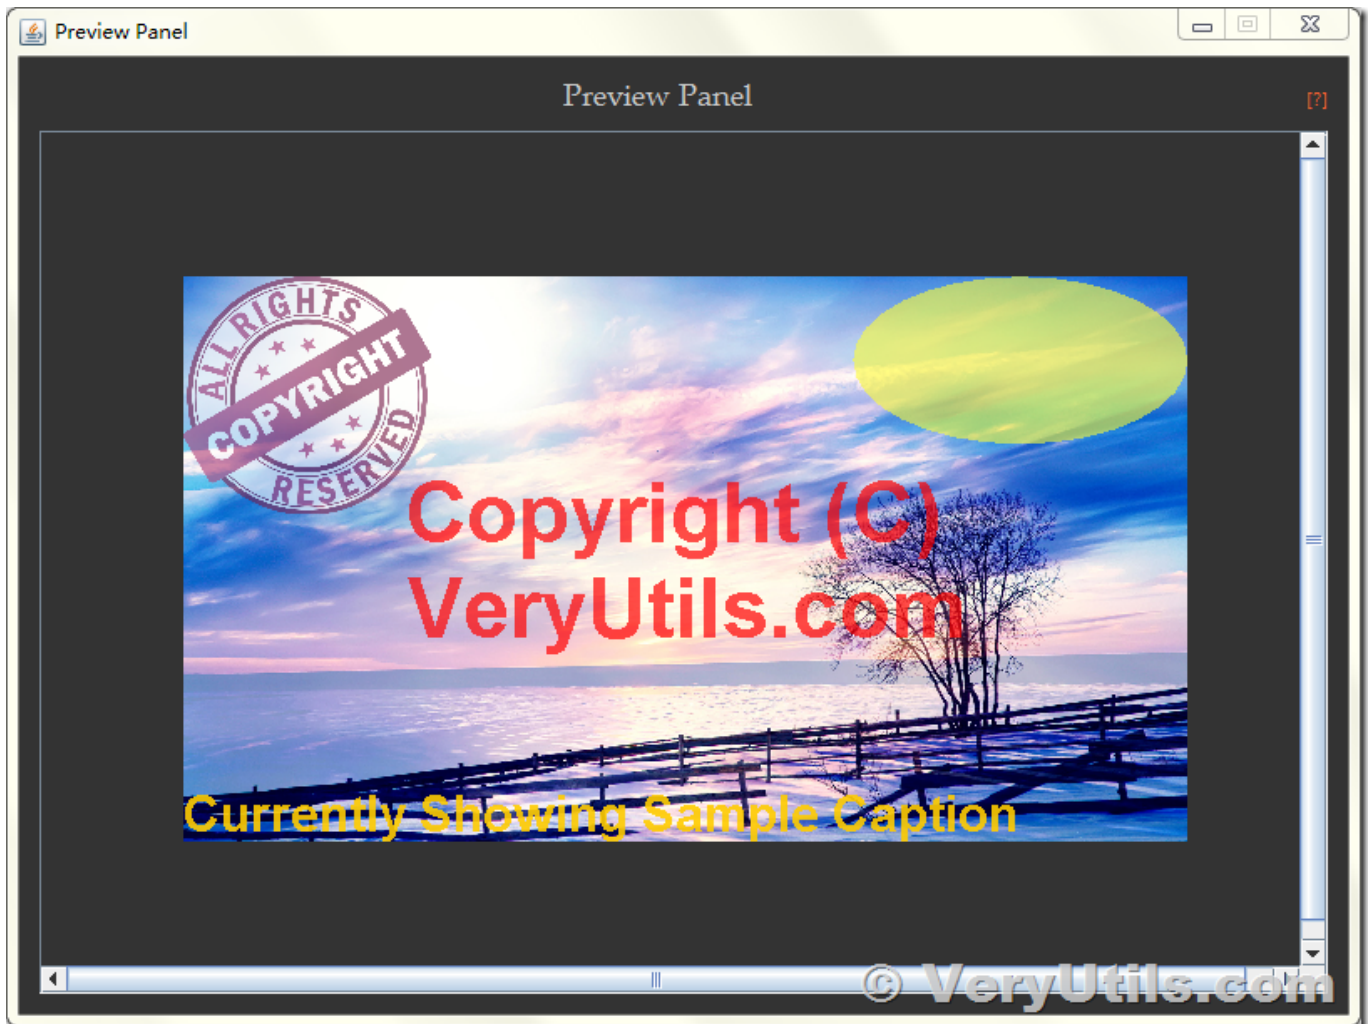 Preview Panel
Preview Panel
[?]
ALL RIGHTS
COPYRIGHT
RESERVED
Copyright (C)
VeryUtils.com
Currently Showing Sample Caption
© VeryUtils.com